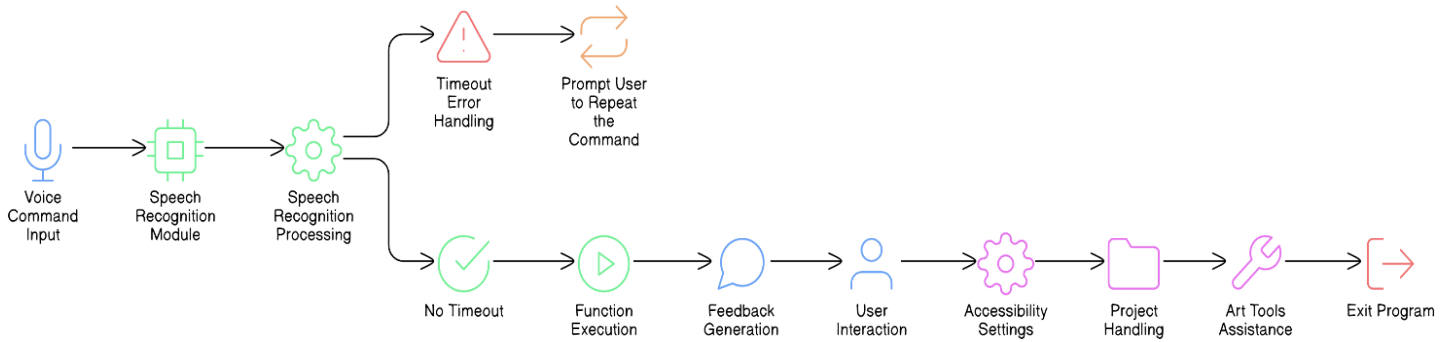 Timeout
Error
Handling
Prompt User
to Repeat
the
Command
Voice
Command
Input
Speech
Recognition
Module
Speech
Recognition
Processing
No Timeout
Function
Execution
Feedback
Generation
User
Interaction
Accessibility
Settings
Project
Handling
Art Tools
Assistance
Exit Program